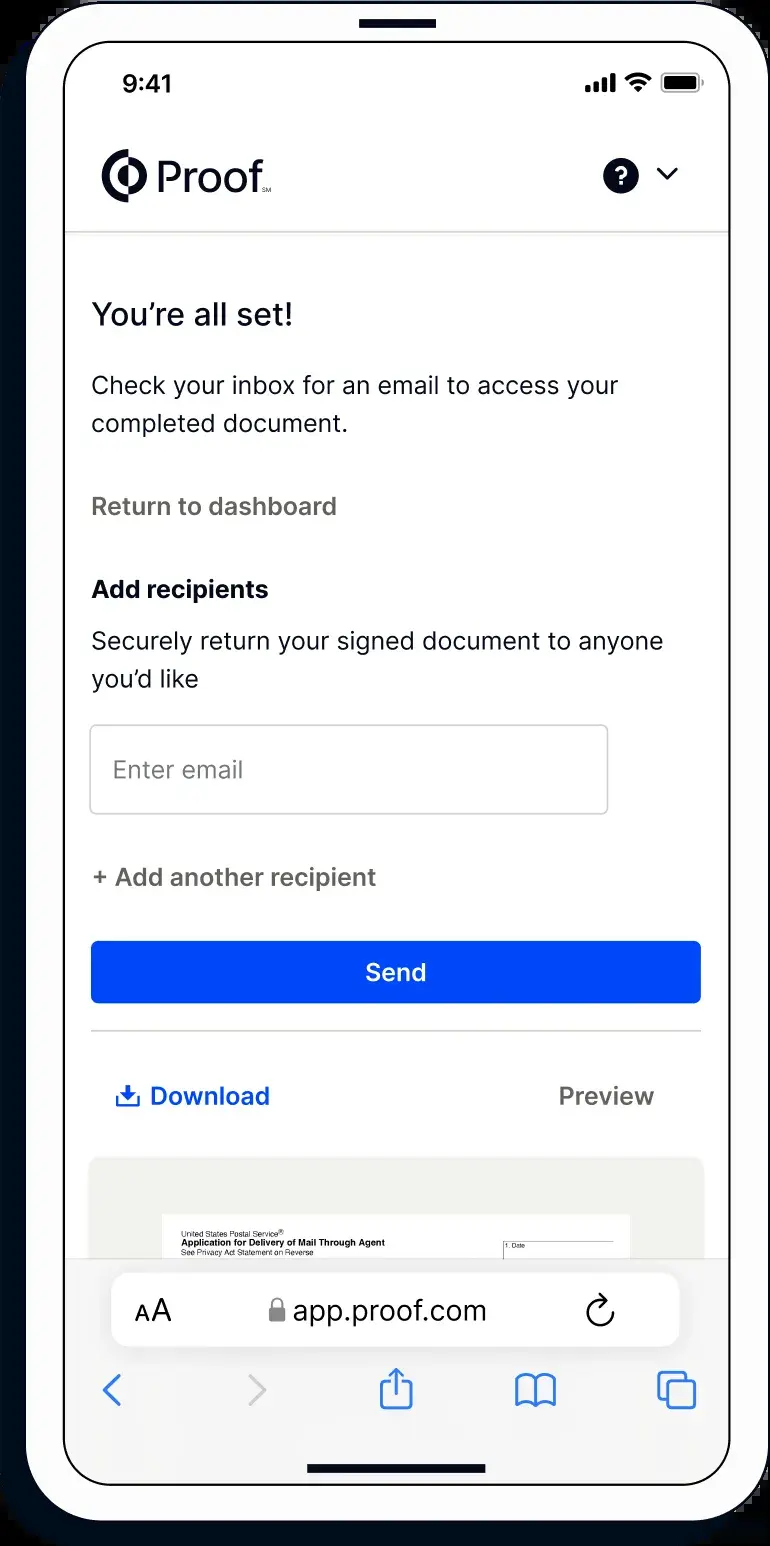 9:41
Proof SM
?
You’re all set!
Check your inbox for an email to access your
completed document.
Return to dashboard
Add recipients
Securely return your signed document to anyone
you’d like
Enter email
+ Add another recipient
Send
Download
Preview
United States Postal Service®
Application for Delivery of Mail Through Agent
See Privacy Act Statement on Reverse
1. Date
AA
app.proof.com